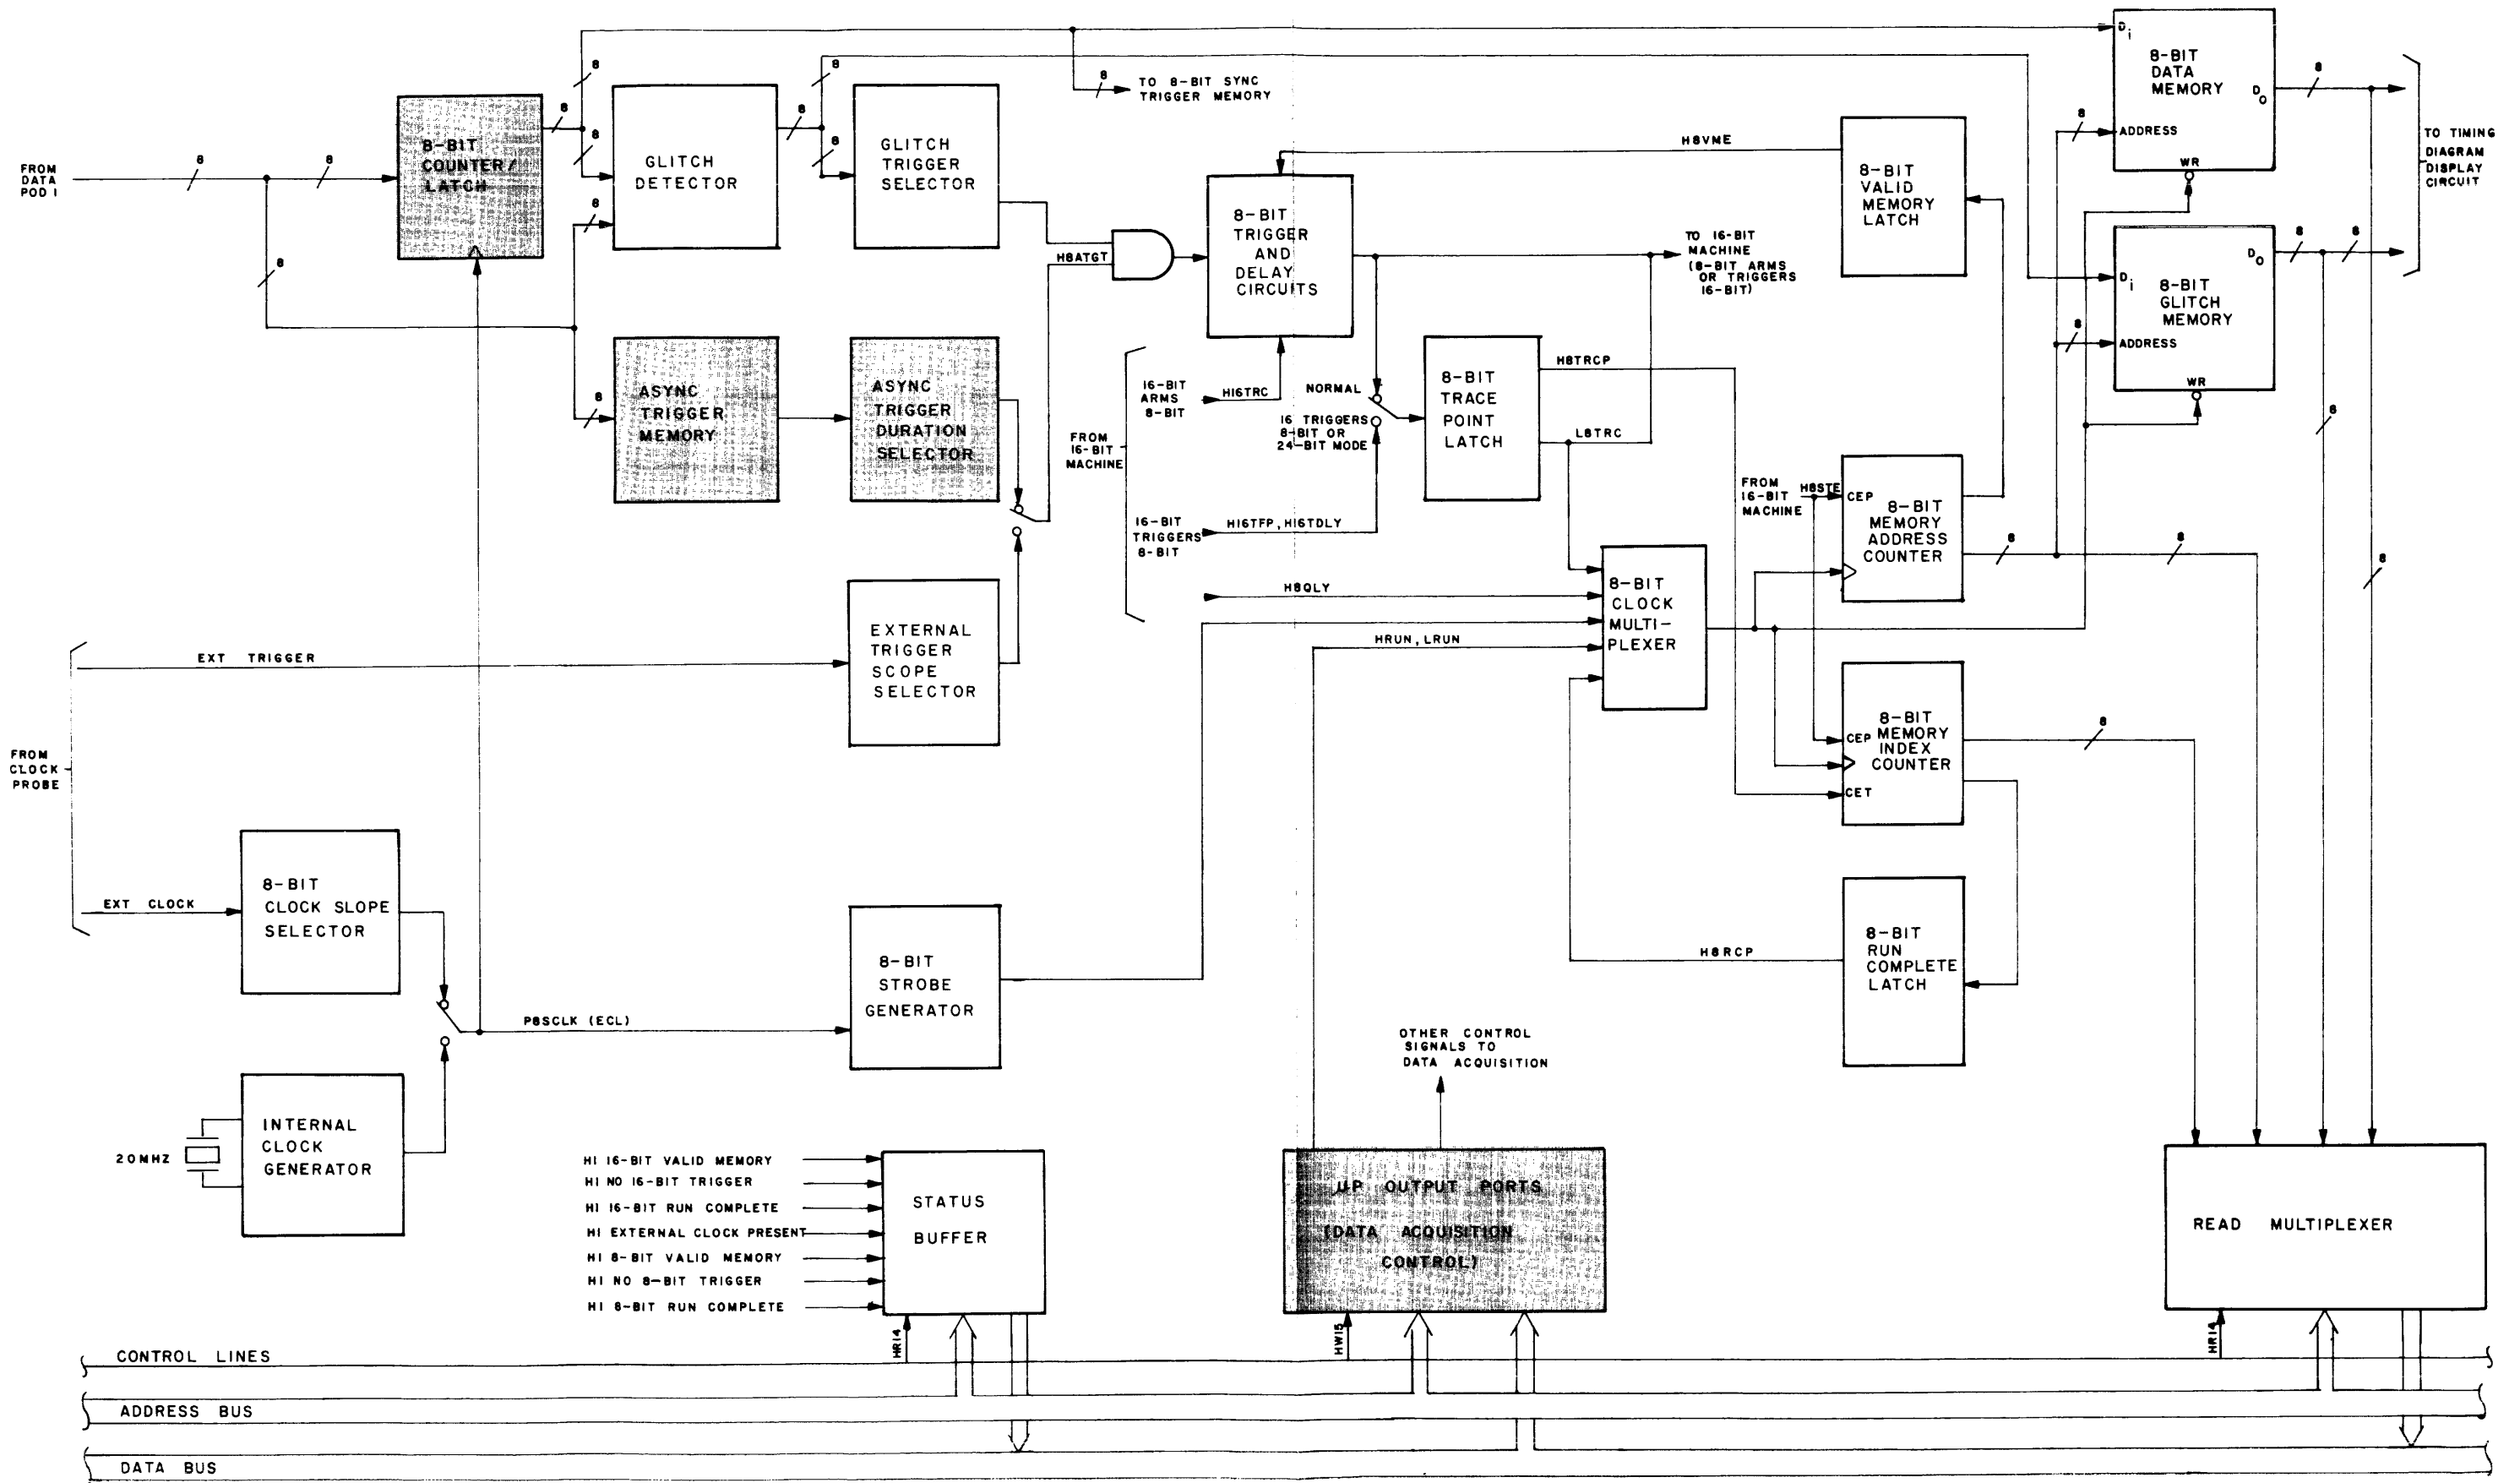 FROM
DATA
POD 1
8
8
8
8-BIT
COUNTER/
LATCH
8
8
8
8
GLITCH
DETECTOR
8
8
8
GLITCH
TRIGGER
SELECTOR
8
TO 8-BIT SYNC
TRIGGER MEMORY
H8ATGT
8-BIT
TRIGGER
AND
DELAY
CIRCUITS
H8VME
8-BIT
VALID
MEMORY
LATCH
TO 16-BIT
MACHINE
(8-BIT ARMS
OR TRIGGERS
16-BIT)
Di
8-BIT
DATA
MEMORY
Do
ADDRESS
WR
8
8
TO TIMING
DIAGRAM
DISPLAY
CIRCUIT
Di
8-BIT
GLITCH
MEMORY
Do
ADDRESS
WR
8
8
8
8
8
ASYNC
TRIGGER
MEMORY
8
ASYNC
TRIGGER
DURATION
SELECTOR
FROM
16-BIT
MACHINE
16-BIT
ARMS
8-BIT
H16TRC
NORMAL
16 TRIGGERS
8-BIT OR
24-BIT MODE
16-BIT
TRIGGERS
8-BIT
H16TFP, H16TDLY
8-BIT
TRACE
POINT
LATCH
H8TRCP
L8TRC
FROM
16-BIT
MACHINE
H8STE
CEP
8-BIT
MEMORY
ADDRESS
COUNTER
8
8
H8QLY
HRUN, LRUN
8-BIT
CLOCK
MULTI-
PLEXER
EXTERNAL
TRIGGER
SCOPE
SELECTOR
EXT TRIGGER
FROM
CLOCK
PROBE
8-BIT
MEMORY
INDEX
COUNTER
CEP
CET
8
EXT CLOCK
8-BIT
CLOCK SLOPE
SELECTOR
P8SCLK (ECL)
8-BIT
STROBE
GENERATOR
H8RCP
8-BIT
RUN
COMPLETE
LATCH
20MHZ
INTERNAL
CLOCK
GENERATOR
OTHER CONTROL
SIGNALS TO
DATA ACQUISITION
HI 16-BIT VALID MEMORY
HI NO 16-BIT TRIGGER
HI 16-BIT RUN COMPLETE
HI EXTERNAL CLOCK PRESENT
HI 8-BIT VALID MEMORY
HI NO 8-BIT TRIGGER
HI 8-BIT RUN COMPLETE
STATUS
BUFFER
μP OUTPUT PORTS
(DATA ACQUISITION
CONTROL)
READ MULTIPLEXER
HR14
HW15
HR14
CONTROL LINES
ADDRESS BUS
DATA BUS